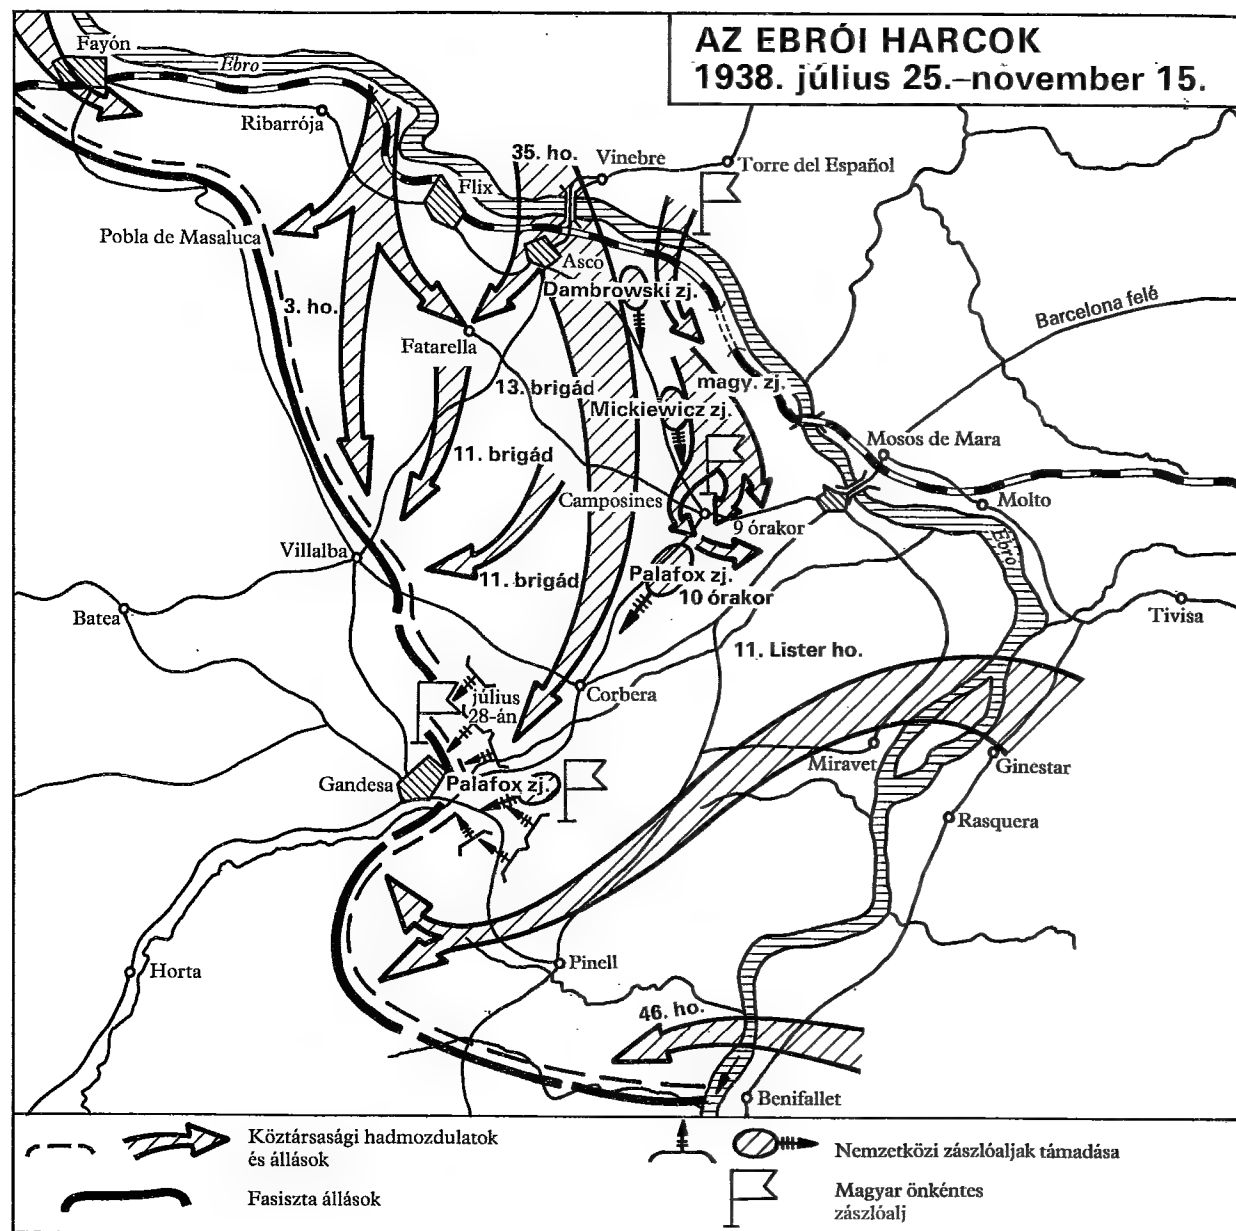 AZ EBRÓI HARCOK
1938. július 25.–november 15.
Fayón
Ebro
Ribarrója
35. ho.
Vinebre
Torre del Español
Flix
Pobla de Masaluca
Ascó
Dambrowski zj.
3. ho.
Barcelona felé
Fatarella
13. brigád
magy. zj.
Mickiewicz zj.
Mosos de Mara
11. brigád
Camposines
Molto
9 órakor
Ebro
Villalba
11. brigád
Palafox zj.
10 órakor
Batea
Tivisa
11. Lister ho.
július
28-án
Corbera
Miravet
Ginestar
Gandesa
Palafox zj.
Rasquera
Horta
Pinell
46. ho.
Benifallet
Köztársasági hadmozdulatok
és állások
Nemzetközi zászlóaljak támadása
Fasiszta állások
Magyar önkéntes
zászlóalj